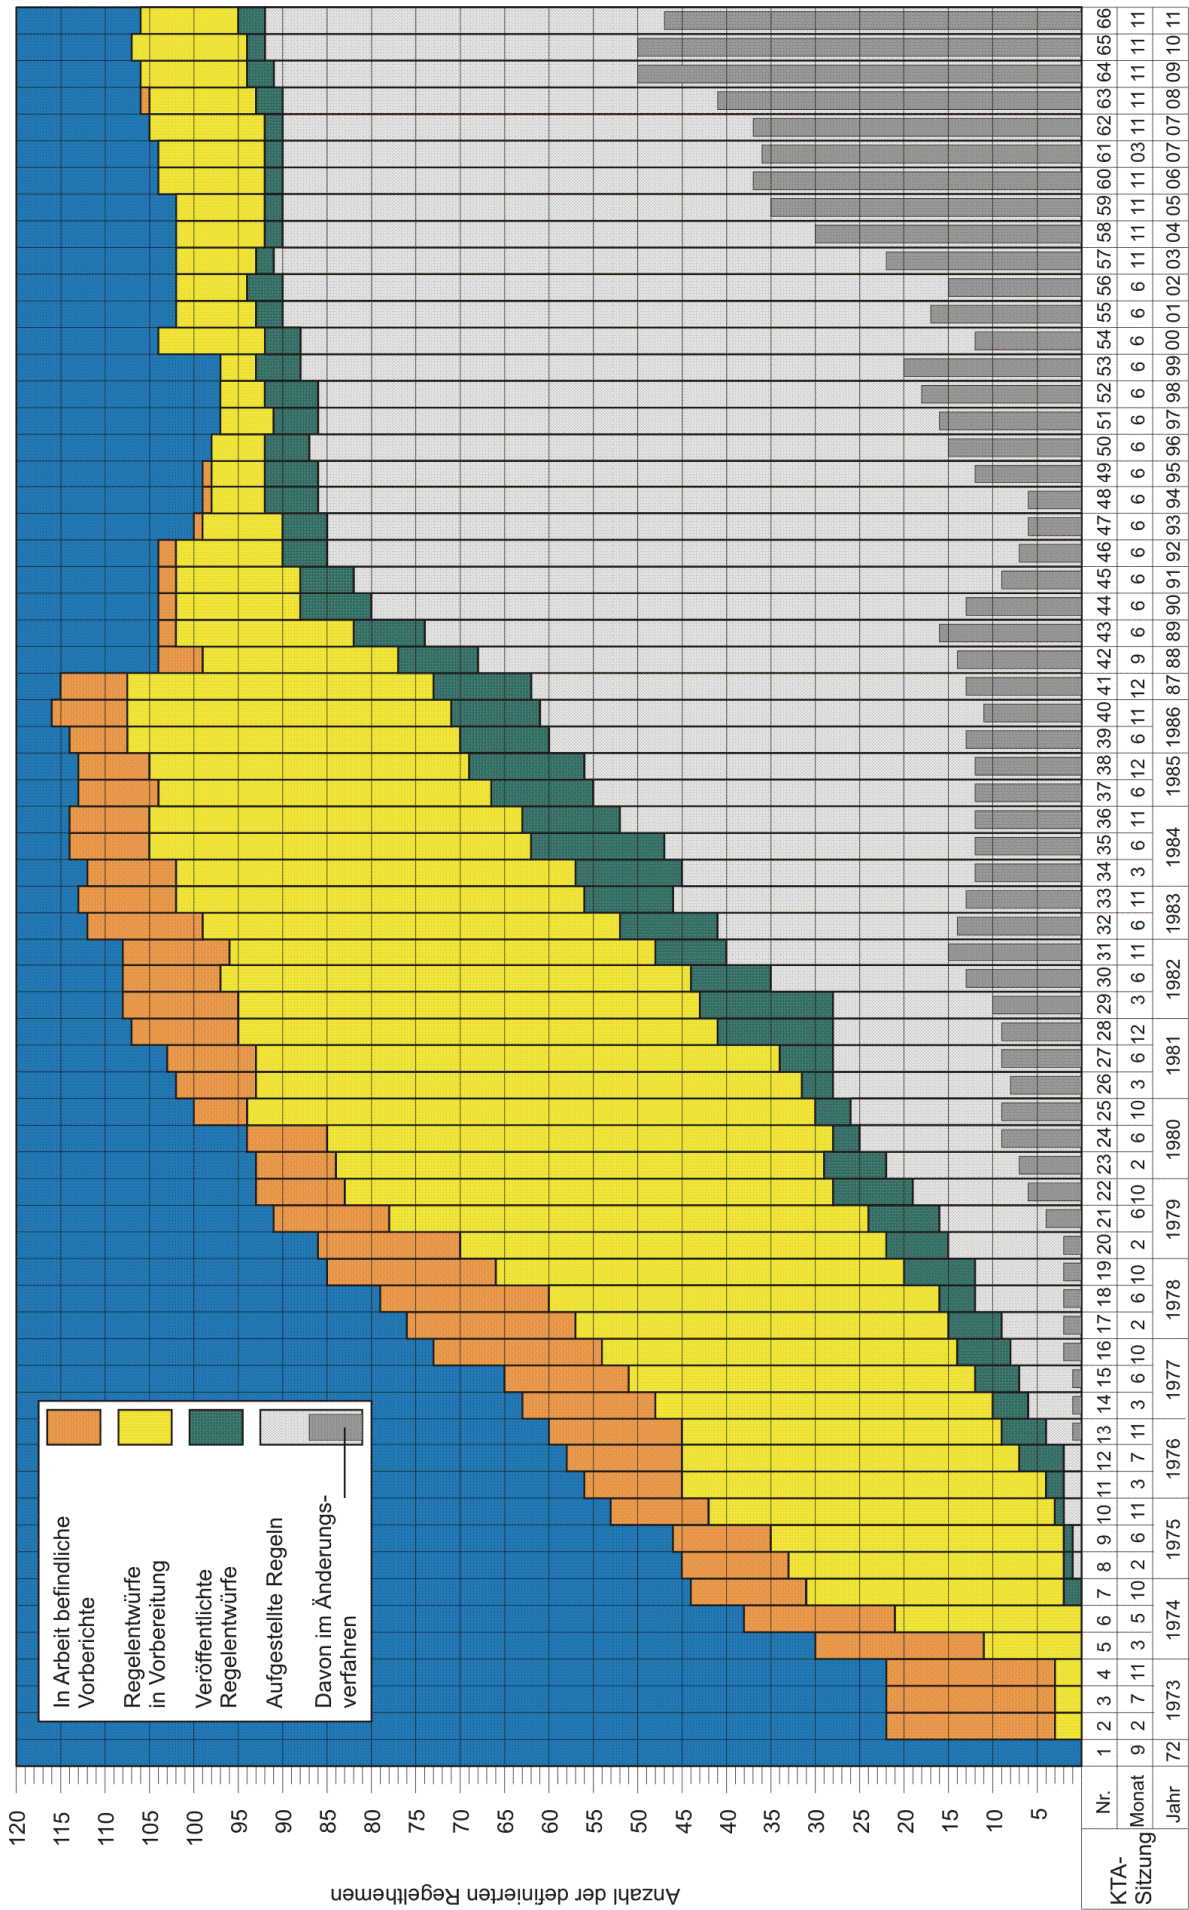 Anzahl der definierten Regelthemen
120
115
110
105
100
95
90
85
80
75
70
65
60
55
50
45
40
35
30
25
20
15
10
5
In Arbeit befindliche
Vorberichte
Regelentwürfe
in Vorbereitung
Veröffentlichte
Regelentwürfe
Aufgestellte Regeln
Davon im Änderungs-
verfahren
KTA-
Sitzung
Nr. 1 2 3 4 5 6 7 8 9 10 11 12 13 14 15 16 17 18 19 20 21 22 23 24 25 26 27 28 29 30 31 32 33 34 35 36 37 38 39 40 41 42 43 44 45 46 47 48 49 50 51 52 53 54 55 56 57 58 59 60 61 62 63 64 65 66
Monat 9 2 7 11 3 5 10 2 6 11 3 7 11 3 6 10 2 6 10 2 6 10 2 6 10 3 6 12 3 6 11 6 11 3 6 11 6 12 6 11 12 9 6 6 6 6 6 6 6 6 6 6 6 6 6 6 11 11 11 11 03 11 11 11 11 11
Jahr 72 1973 1974 1975 1976 1977 1978 1979 1980 1981 1982 1983 1984 1985 1986 87 88 89 90 91 92 93 94 95 96 97 98 99 00 01 02 03 04 05 06 07 07 08 09 10 11